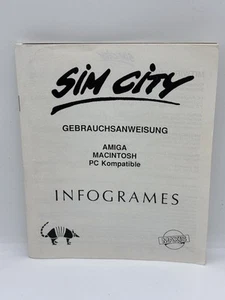 SIM CITY
GEBRAUCHSANWEISUNG
AMIGA
MACINTOSH
PC Kompatible
INFOGRAMES